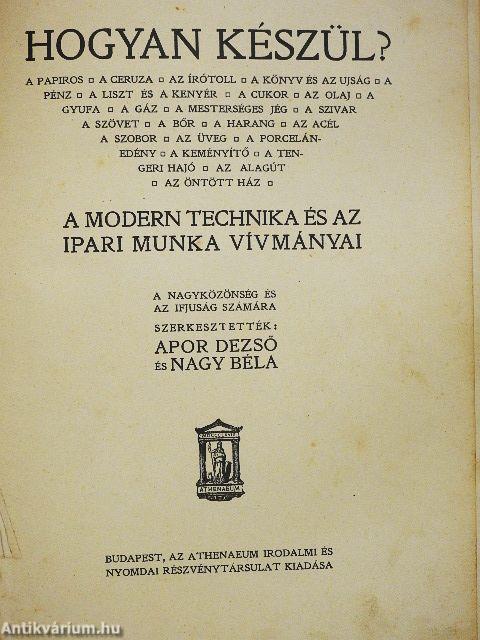 HOGYAN KÉSZÜL?
A PAPIROS ▫ A CERUZA ▫ AZ ÍRÓTOLL ▫ A KÖNYV ÉS AZ UJSÁG ▫ A
PÉNZ ▫ A LISZT ÉS A KENYÉR ▫ A CUKOR ▫ AZ OLAJ ▫ A
GYUFA ▫ A GÁZ ▫ A MESTERSÉGES JÉG ▫ A SZIVAR
A SZÖVET ▫ A BŐR ▫ A HARANG ▫ AZ ACÉL
A SZOBOR ▫ AZ ÜVEG ▫ A PORCELÁN-
EDÉNY ▫ A KEMÉNYÍTŐ ▫ A TEN-
GERI HAJÓ ▫ AZ ALAGÚT
▫ AZ ÖNTÖTT HÁZ ▫
A MODERN TECHNIKA ÉS AZ
IPARI MUNKA VÍVMÁNYAI
A NAGYKÖZÖNSÉG ÉS
AZ IFJUSÁG SZÁMÁRA
SZERKESZTETTÉK:
APOR DEZSŐ
ÉS NAGY BÉLA
ATHENAEUM
BUDAPEST, AZ ATHENAEUM IRODALMI ÉS
NYOMDAI RÉSZVÉNYTÁRSULAT KIADÁSA
Antikvárium.hu